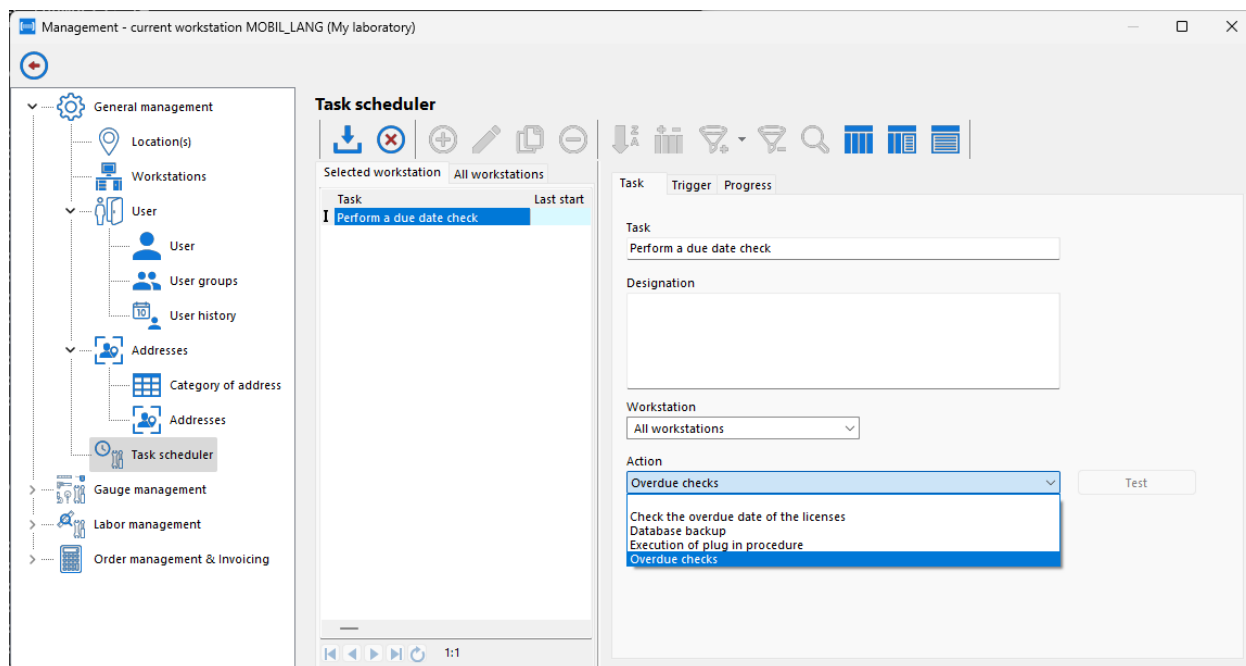 Management - current workstation MOBIL_LANG (My laboratory)
General management
Location(s)
Workstations
User
User
User groups
10
User history
Addresses
Category of address
Addresses
Task scheduler
Gauge management
Labor management
Order management & Invoicing
Task scheduler
Z
A
Selected workstation
All workstations
Task
Last start
Perform a due date check
1:1
Task
Trigger
Progress
Task
Perform a due date check
Designation
Workstation
All workstations
Action
Overdue checks
Test
Check the overdue date of the licenses
Database backup
Execution of plug in procedure
Overdue checks